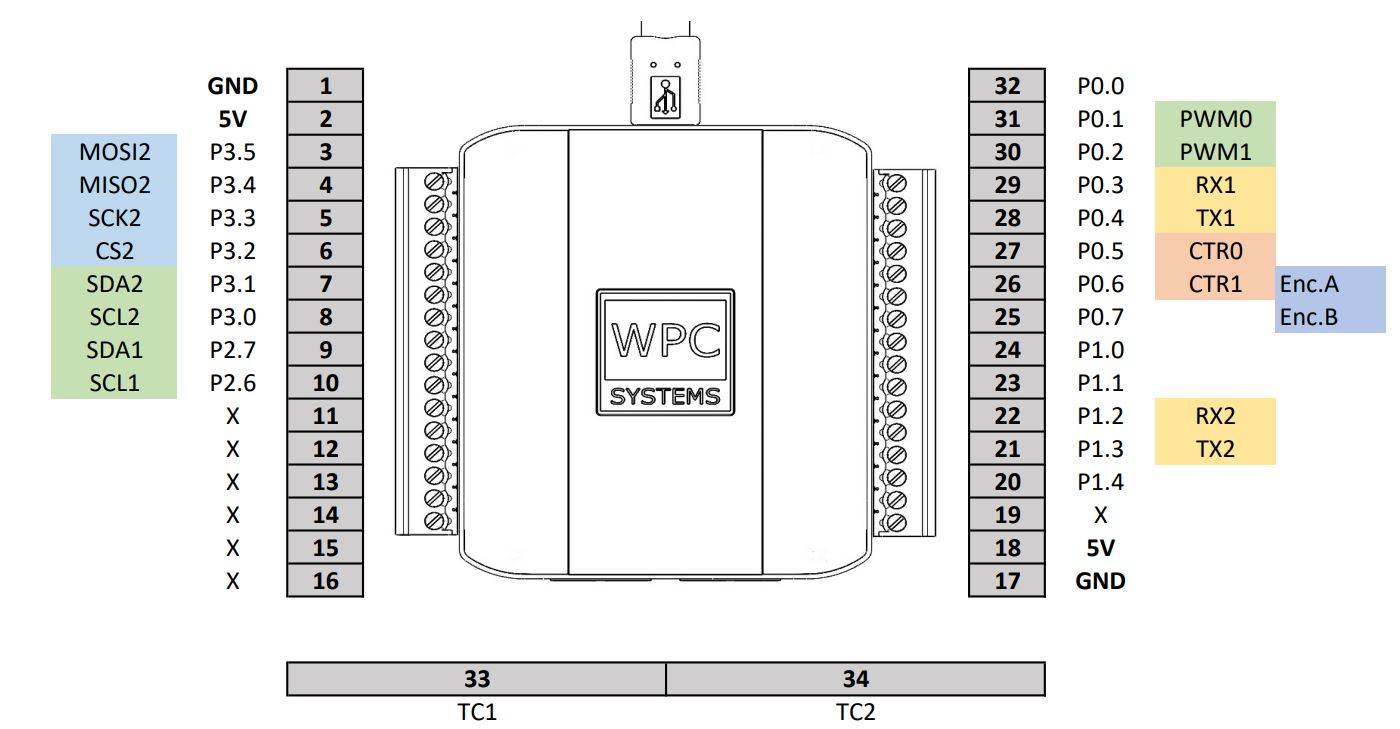 GND 1 32 P0.0
5V 2 31 P0.1 PWM0
MOSI2 P3.5 3 30 P0.2 PWM1
MISO2 P3.4 4 29 P0.3 RX1
SCK2 P3.3 5 28 P0.4 TX1
CS2 P3.2 6 27 P0.5 CTR0
SDA2 P3.1 7 26 P0.6 CTR1 Enc.A
SCL2 P3.0 8 25 P0.7 Enc.B
SDA1 P2.7 9 24 P1.0
SCL1 P2.6 10 23 P1.1
X 11 22 P1.2 RX2
X 12 21 P1.3 TX2
X 13 20 P1.4
X 14 19 X
X 15 18 5V
X 16 17 GND
WPC
SYSTEMS
33 34
TC1 TC2